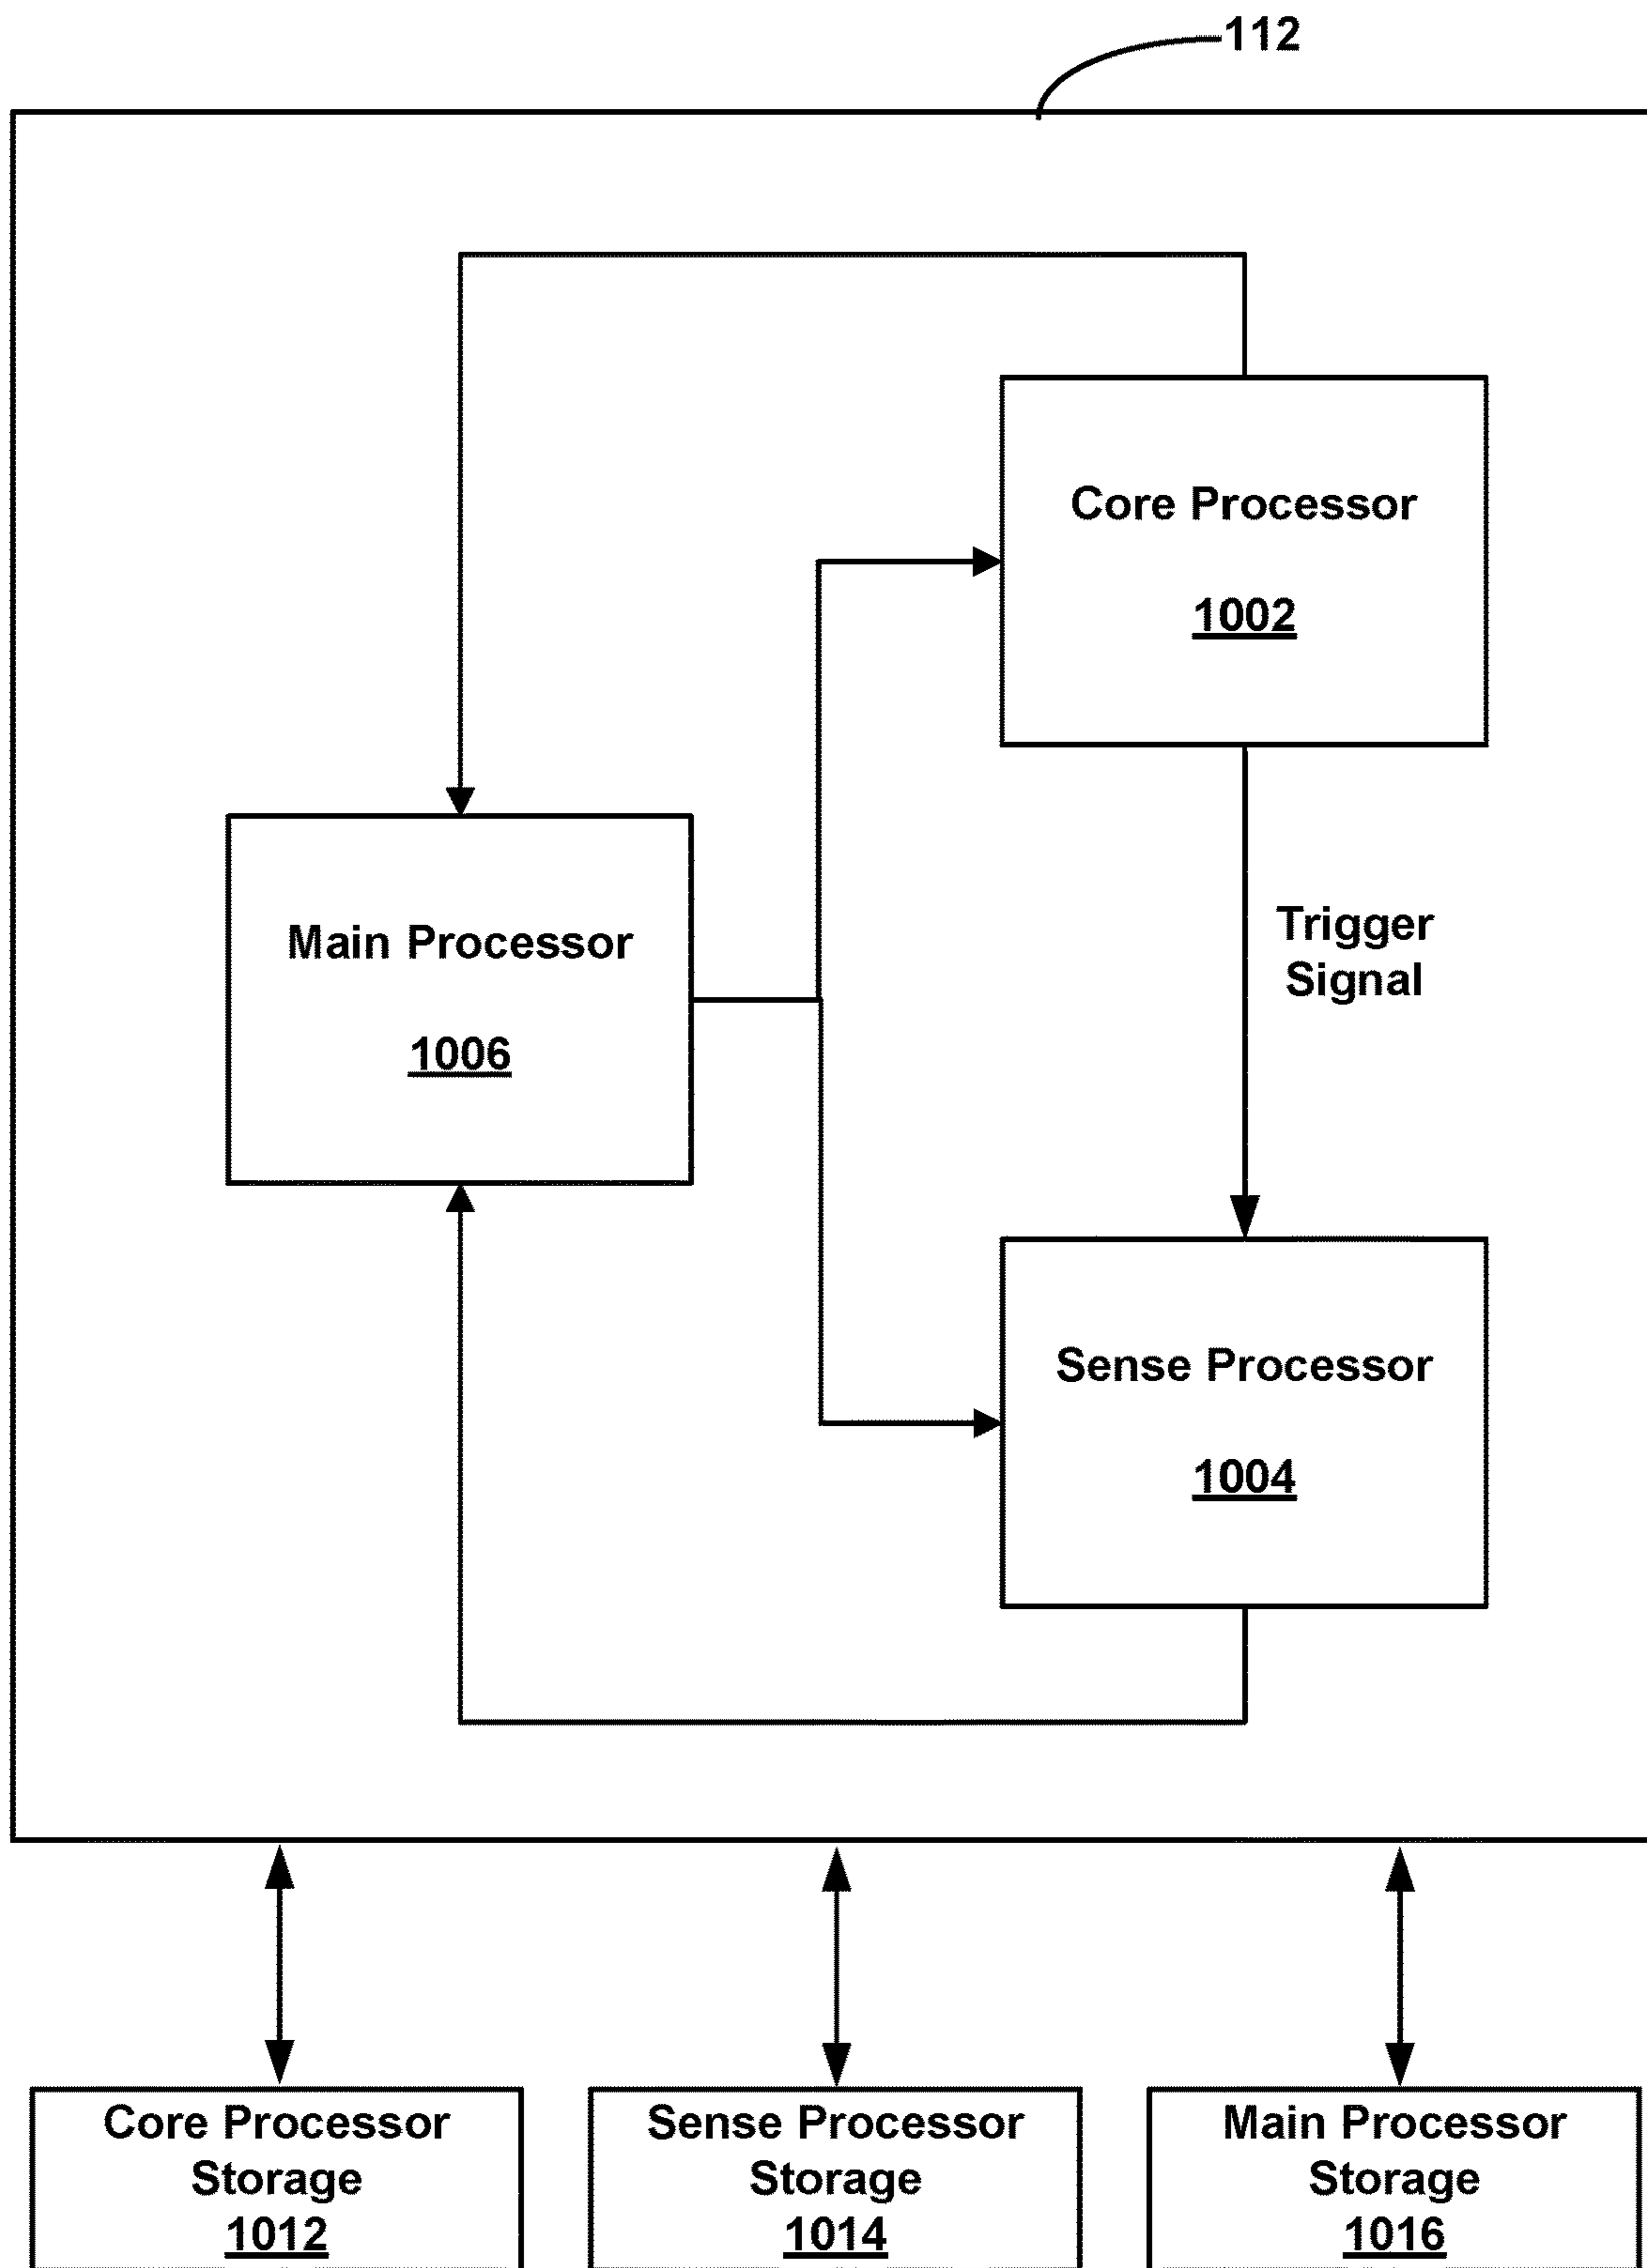 112
Core Processor
1002
Main Processor
1006
Trigger
Signal
Sense Processor
1004
Core Processor
Storage
1012
Sense Processor
Storage
1014
Main Processor
Storage
1016